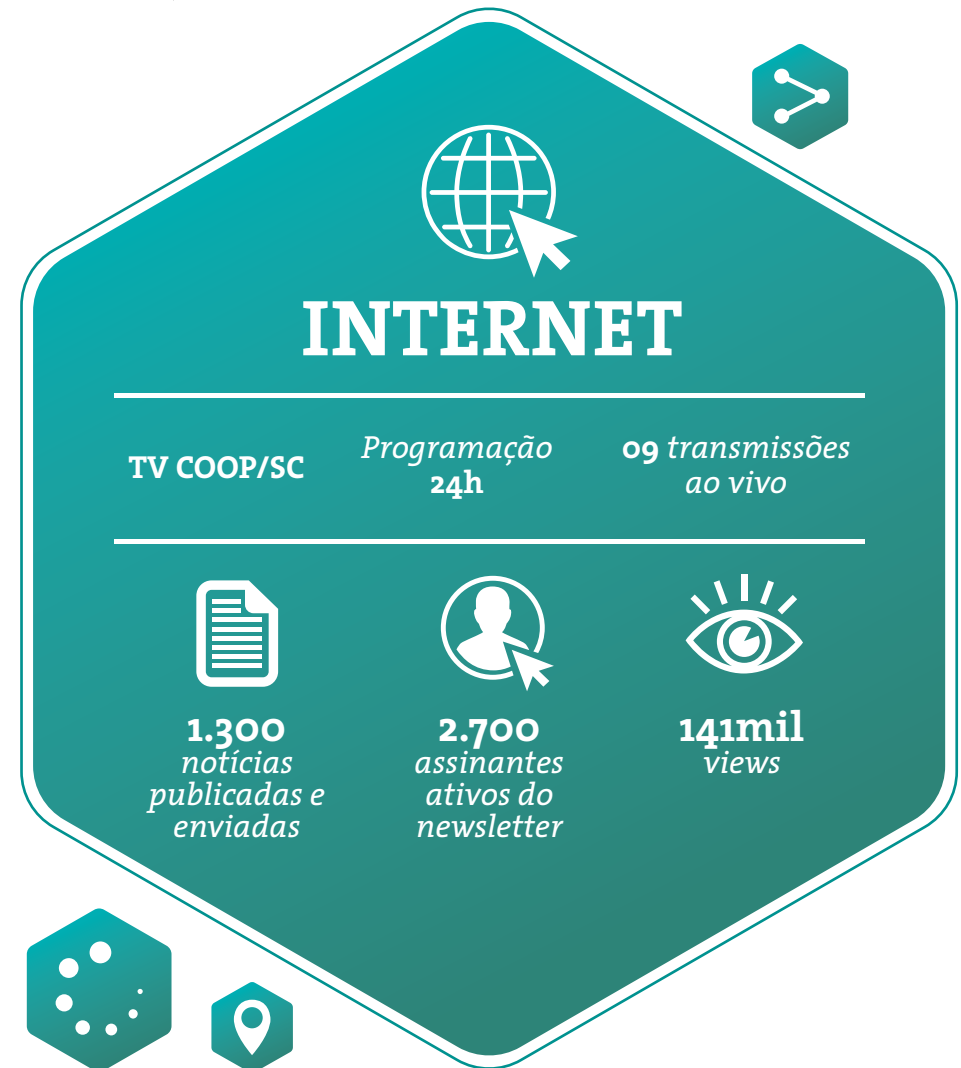 INTERNET
TV COOP/SC
Programação
24h
09 transmissões
ao vivo
1.300
notícias
publicadas e
enviadas
2.700
assinantes
ativos do
newsletter
141mil
views